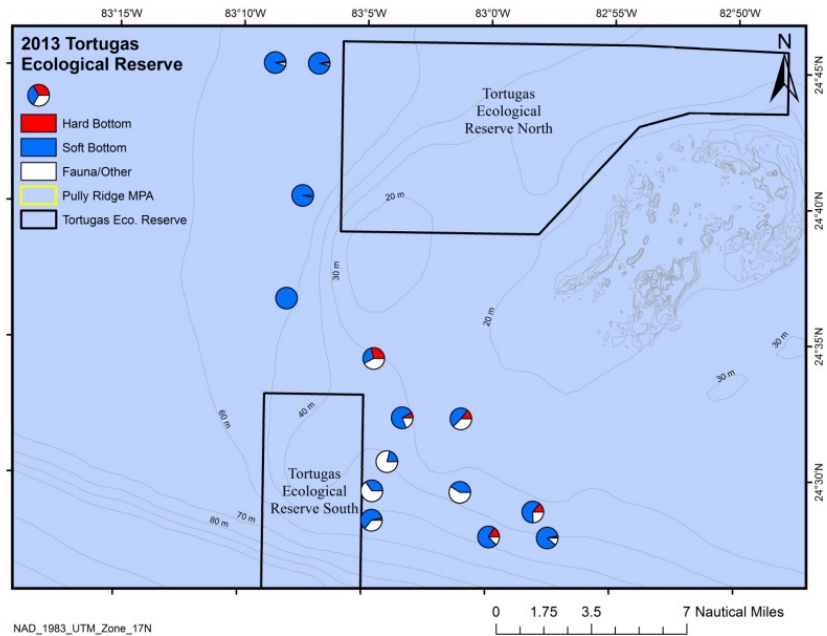 83°15'W 83°10'W 83°5'W 83°0'W 82°55'W 82°50'W
2013 Tortugas
Ecological Reserve
Hard Bottom
Soft Bottom
Fauna/Other
Pully Ridge MPA
Tortugas Eco. Reserve
N
Tortugas
Ecological
Reserve North
24°45'N
24°40'N
24°35'N
24°30'N
20 m
30 m
20 m
30 m
30 m
60 m
40 m
Tortugas
Ecological
Reserve South
70 m
80 m
0 1.75 3.5 7 Nautical Miles
NAD_1983_UTM_Zone_17N